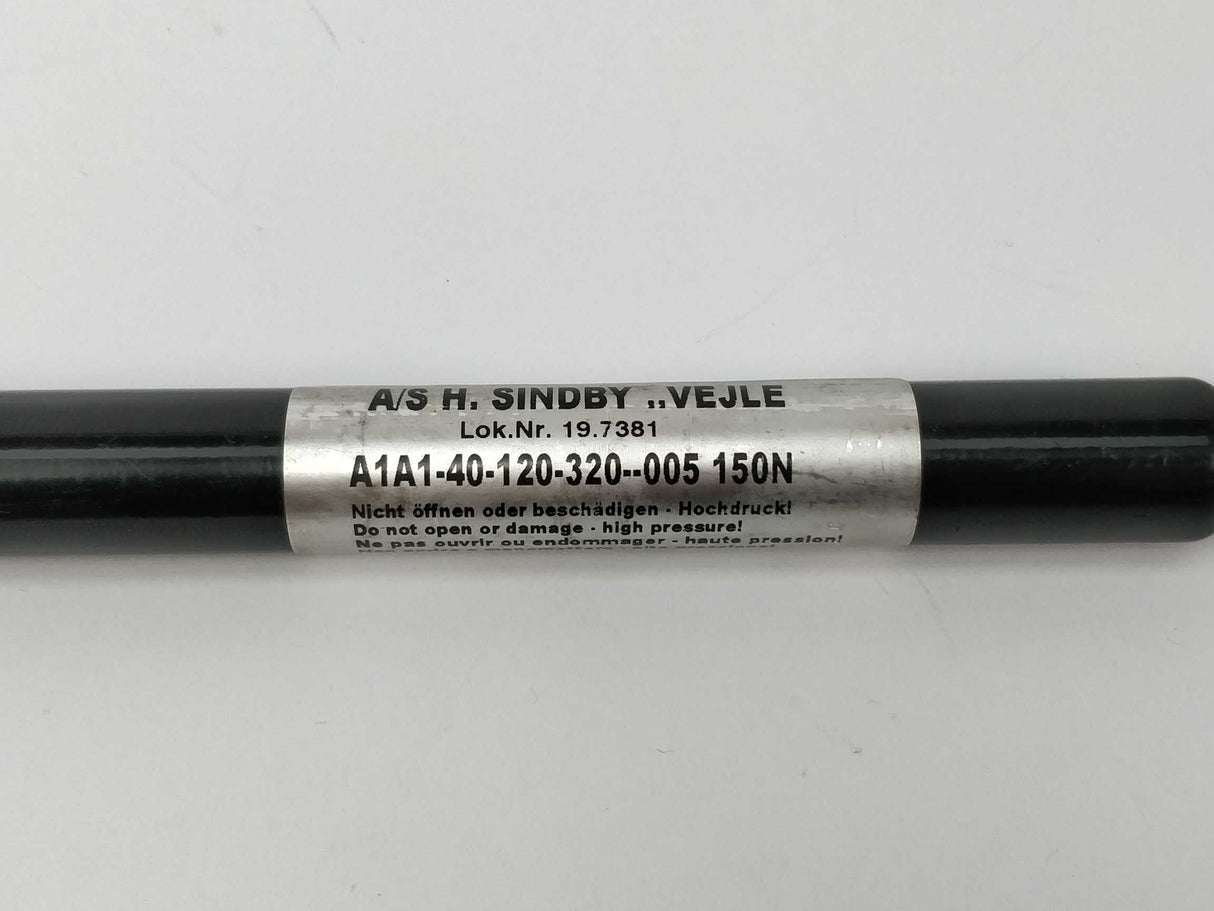 A/S H, SINDBY ,,VEJLE
Lok.Nr. 19.7381
A1A1-40-120-320--005 150N
Nicht öffnen oder beschädigen - Hochdruck!
Do not open or damage - high pressure!
Ne pas ouvrir ou endommager - haute pression!